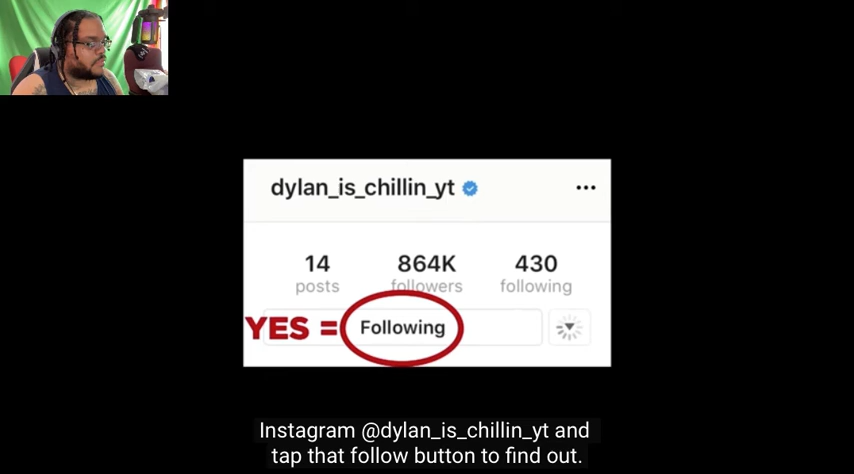 dylan_is_chillin_yt
14 864K 430
posts followers following
YES = Following
Instagram @dylan_is_chillin_yt and
tap that follow button to find out.